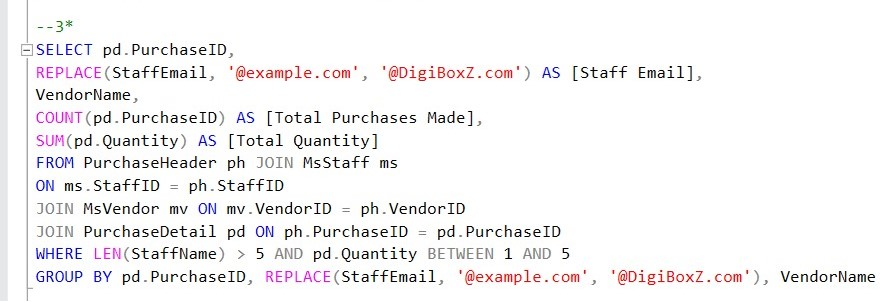 --3*
SELECT pd.PurchaseID,
REPLACE(StaffEmail, '@example.com', '@DigiBoxZ.com') AS [Staff Email],
VendorName,
COUNT(pd.PurchaseID) AS [Total Purchases Made],
SUM(pd.Quantity) AS [Total Quantity]
FROM PurchaseHeader ph JOIN MsStaff ms
ON ms.StaffID = ph.StaffID
JOIN MsVendor mv ON mv.VendorID = ph.VendorID
JOIN PurchaseDetail pd ON ph.PurchaseID = pd.PurchaseID
WHERE LEN(StaffName) > 5 AND pd.Quantity BETWEEN 1 AND 5
GROUP BY pd.PurchaseID, REPLACE(StaffEmail, '@example.com', '@DigiBoxZ.com'), VendorName